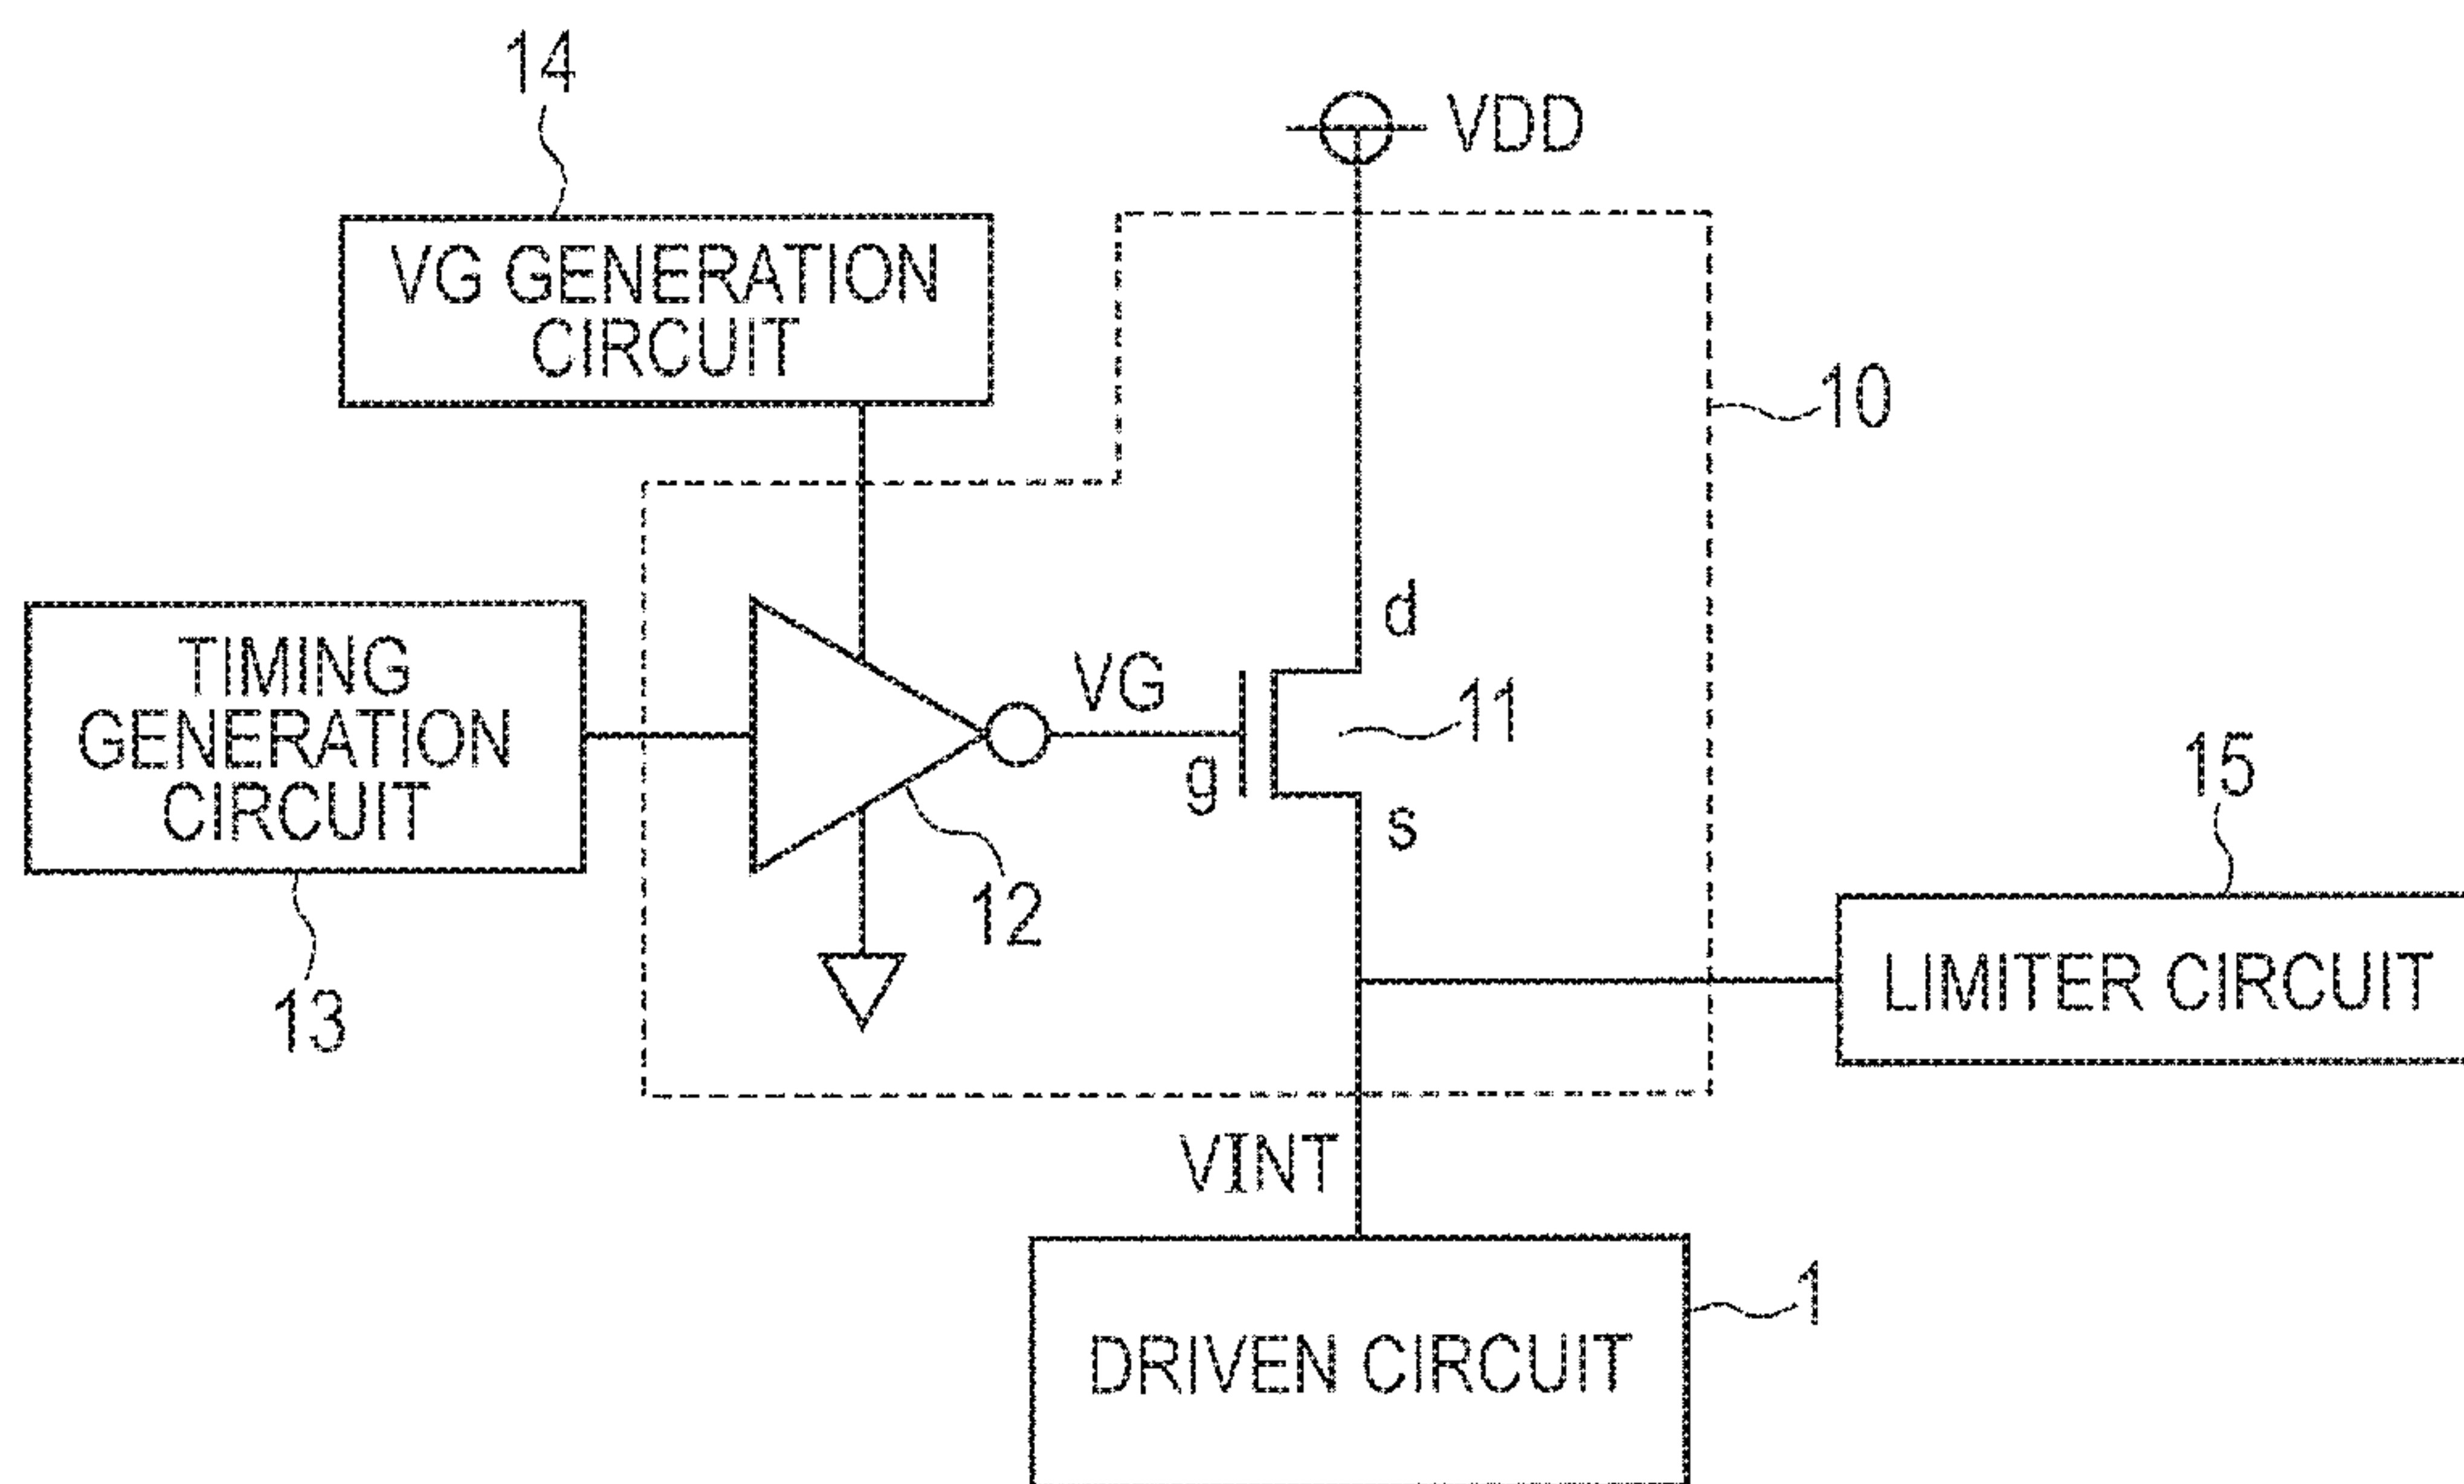 14
VDD
VG GENERATION
CIRCUIT
10
d
TIMING
GENERATION
CIRCUIT
VG
11
g
s
15
12
LIMITER CIRCUIT
13
VINT
1
DRIVEN CIRCUIT